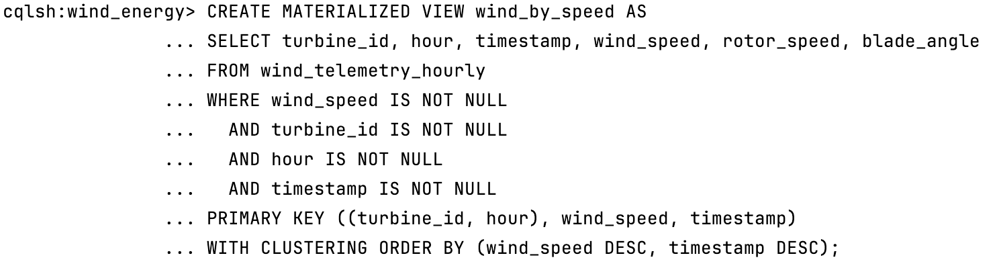 cqlsh:wind_energy> CREATE MATERIALIZED VIEW wind_by_speed AS
... SELECT turbine_id, hour, timestamp, wind_speed, rotor_speed, blade_angle
... FROM wind_telemetry_hourly
... WHERE wind_speed IS NOT NULL
...   AND turbine_id IS NOT NULL
...   AND hour IS NOT NULL
...   AND timestamp IS NOT NULL
... PRIMARY KEY ((turbine_id, hour), wind_speed, timestamp)
... WITH CLUSTERING ORDER BY (wind_speed DESC, timestamp DESC);